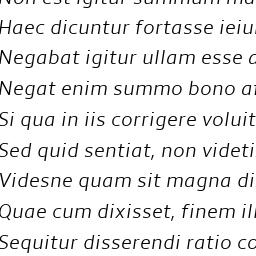 Non est igitur summum ma
Haec dicuntur fortasse ieiu
Negabat igitur ullam esse a
Negat enim summo bono af
Si qua in iis corrigere voluit
Sed quid sentiat, non videti
Videsne quam sit magna di
Quae cum dixisset, finem ill
Sequitur disserendi ratio co